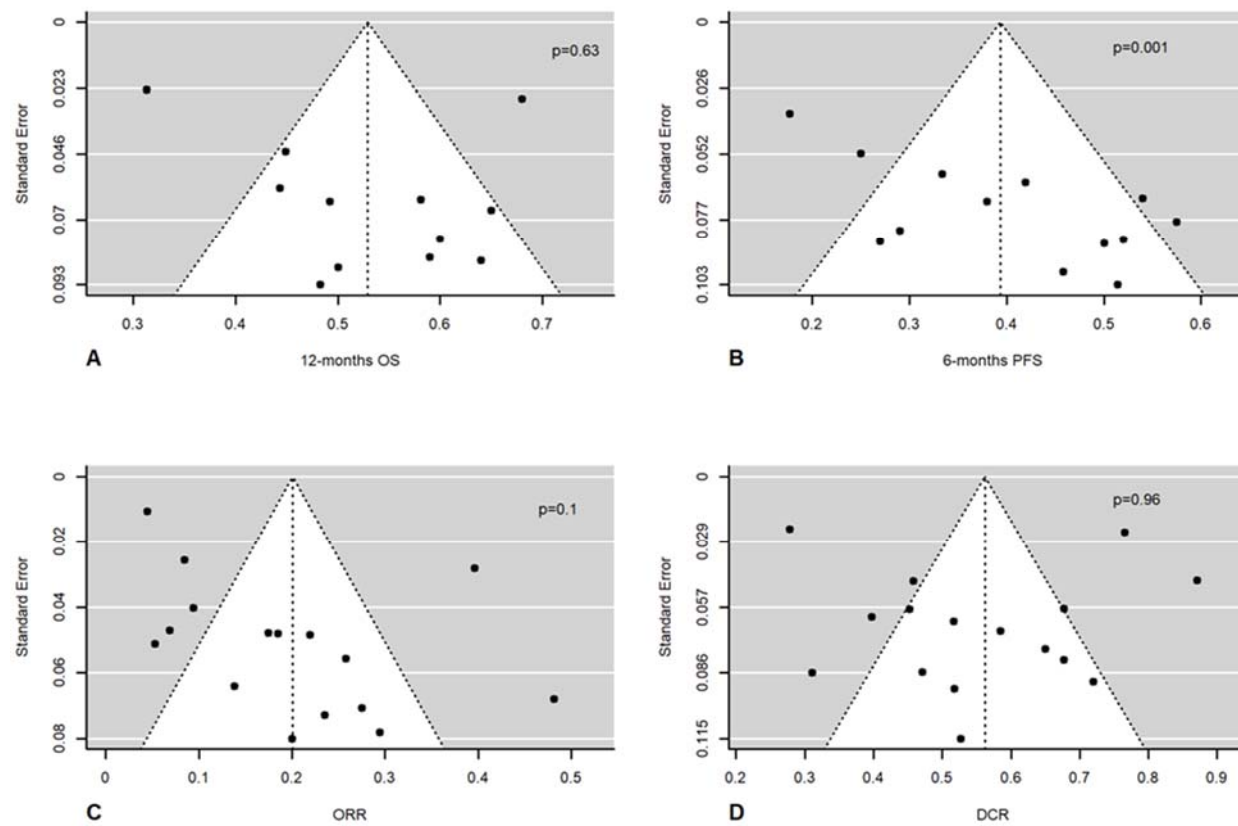 p=0.63
Standard Error
0
0.023
0.046
0.07
0.093
0.3 0.4 0.5 0.6 0.7
A 12-months OS
p=0.001
Standard Error
0
0.026
0.052
0.077
0.103
0.2 0.3 0.4 0.5 0.6
B 6-months PFS
p=0.1
Standard Error
0
0.02
0.04
0.06
0.08
0 0.1 0.2 0.3 0.4 0.5
C ORR
p=0.96
Standard Error
0
0.029
0.057
0.086
0.115
0.2 0.3 0.4 0.5 0.6 0.7 0.8 0.9
D DCR